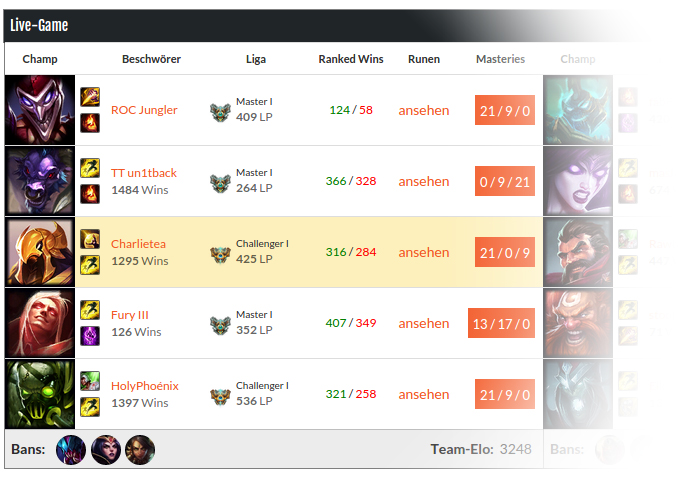 Live-Game
Champ Beschwörer Liga Ranked Wins Runen Masteries Champ
ROC Jungler Master I 409 LP 124 / 58 ansehen 21 / 9 / 0
TT un1tback 1484 Wins Master I 264 LP 366 / 328 ansehen 0 / 9 / 21
Charlietea 1295 Wins Challenger I 425 LP 316 / 284 ansehen 21 / 0 / 9
Fury III 126 Wins Master I 352 LP 407 / 349 ansehen 13 / 17 / 0
HolyPhoénix 1397 Wins Challenger I 536 LP 321 / 258 ansehen 21 / 9 / 0
Bans: Team-Elo: 3248 Bans: